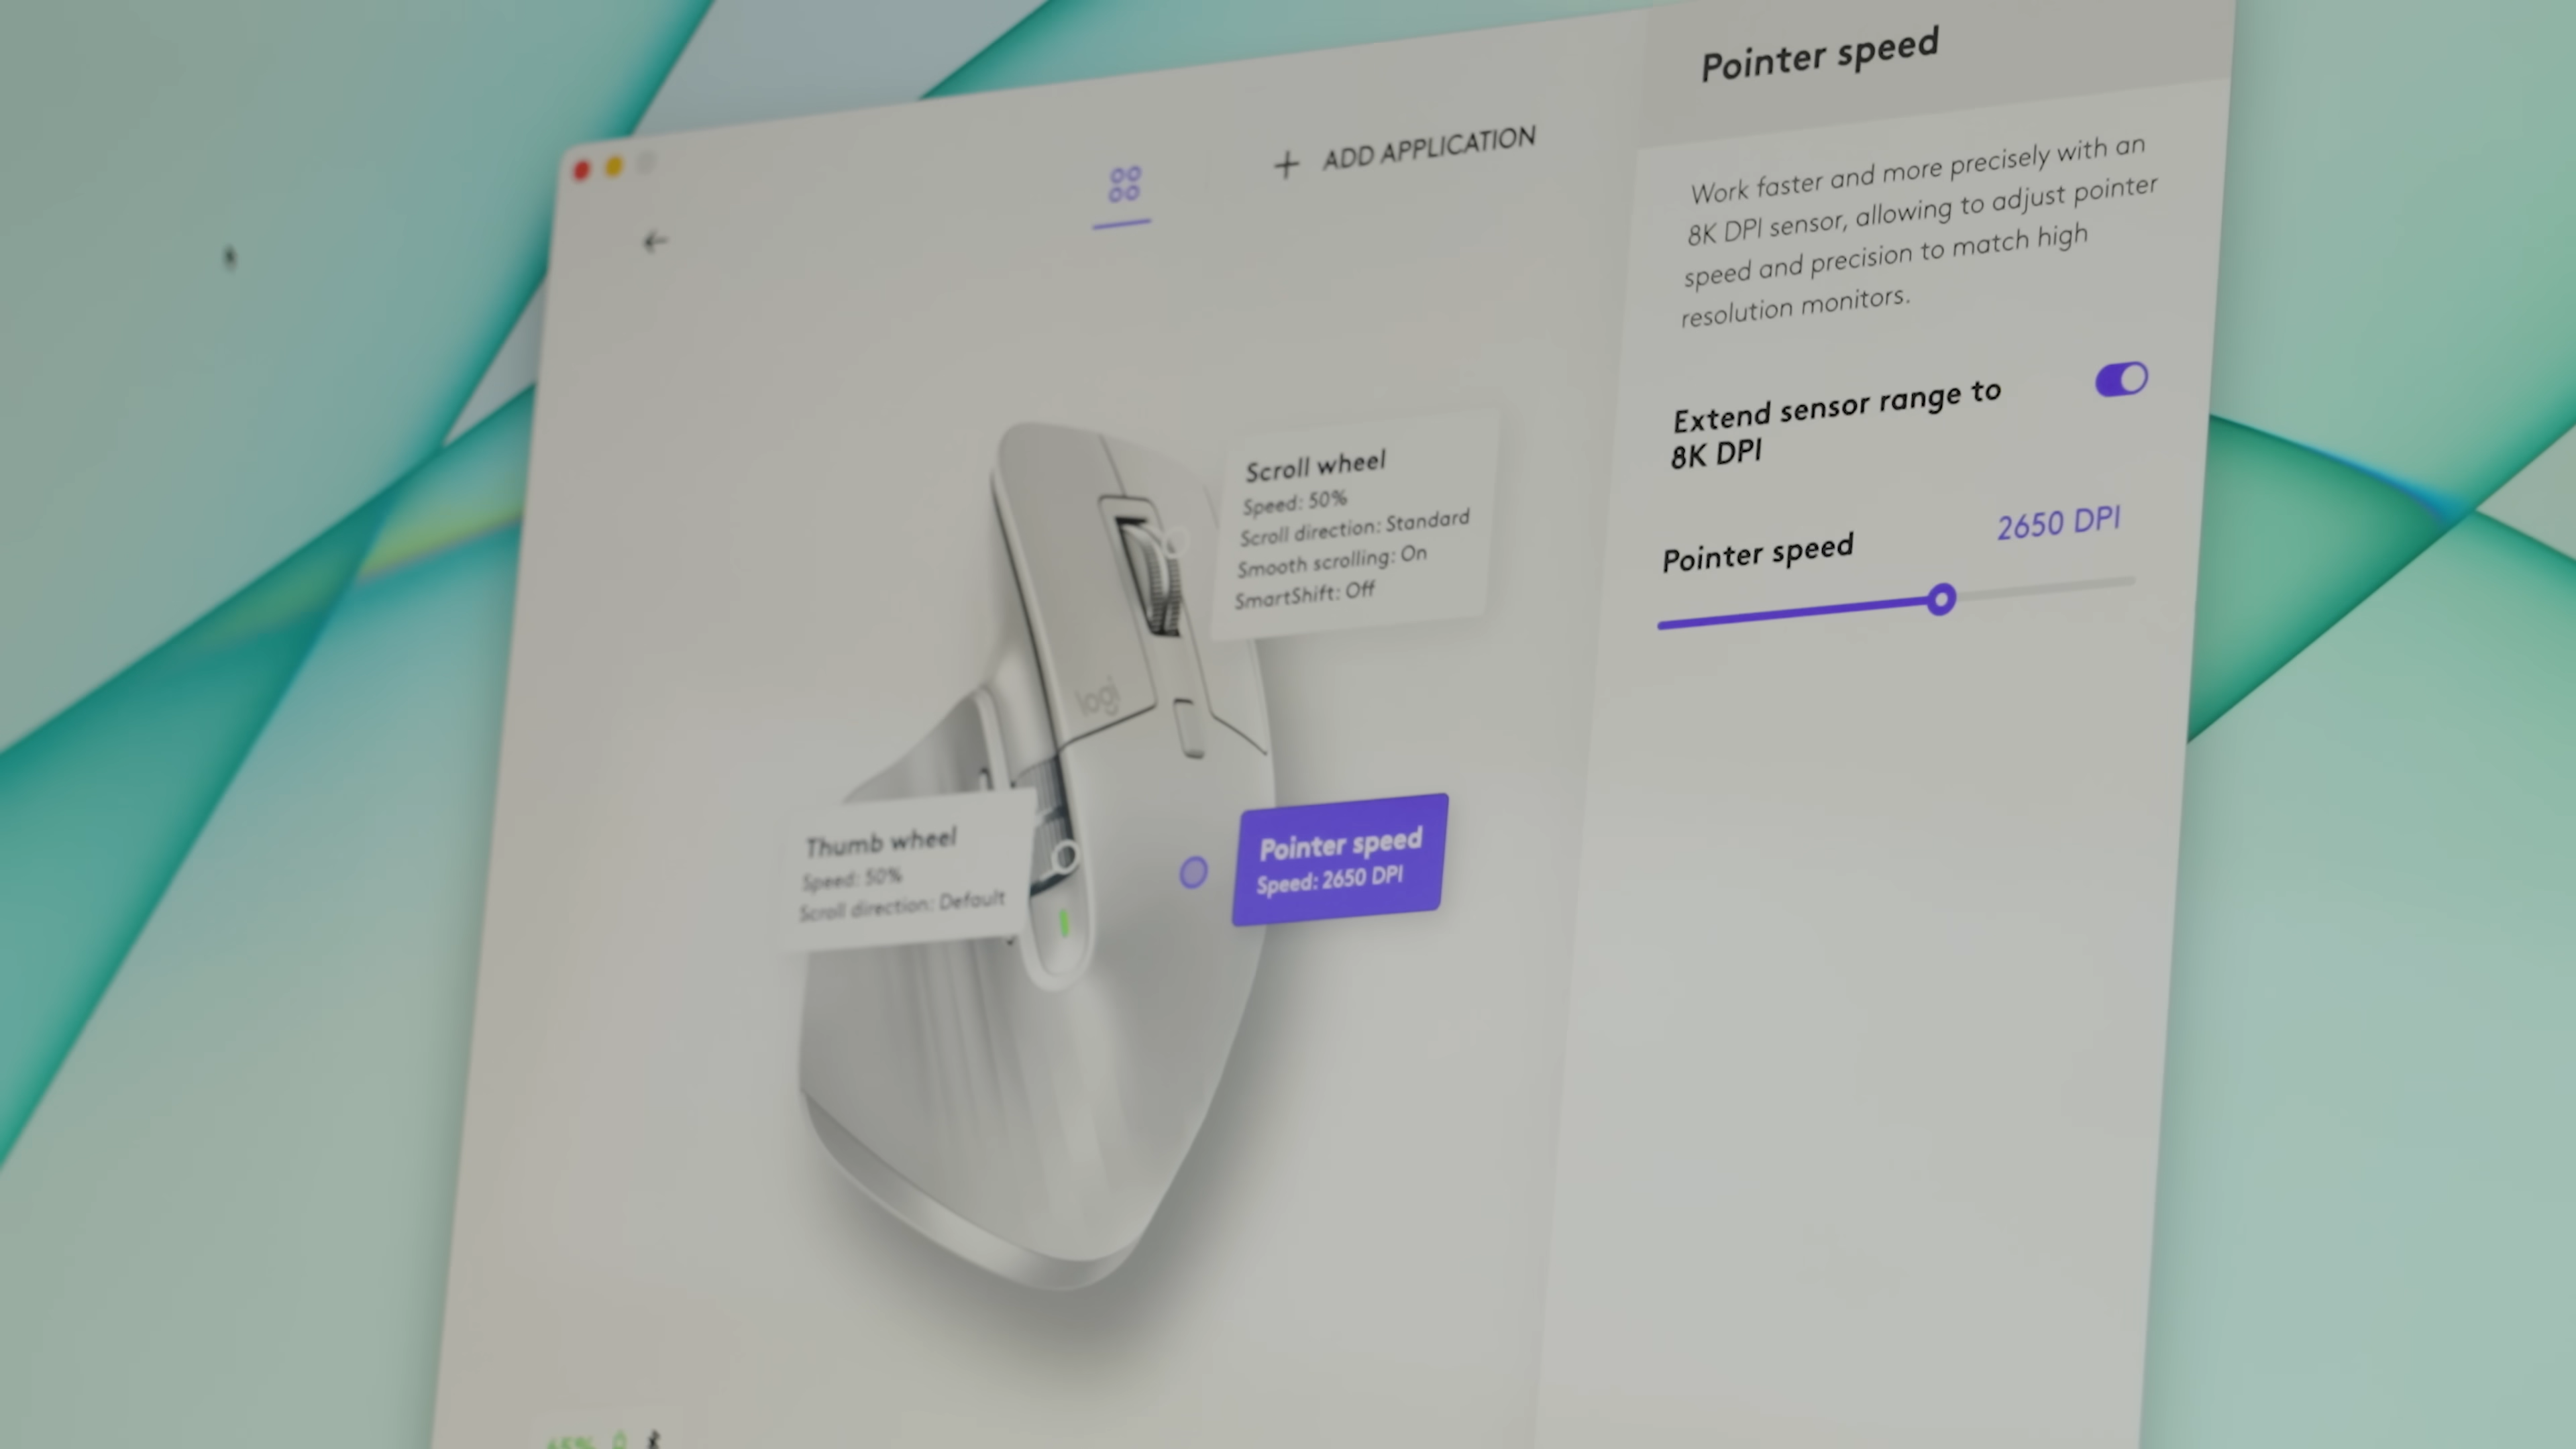 Pointer speed
+ ADD APPLICATION
Work faster and more precisely with an
8K DPI sensor, allowing to adjust pointer
speed and precision to match high
resolution monitors.
Extend sensor range to
8K DPI
Pointer speed
2650 DPI
Scroll wheel
Speed: 50%
Scroll direction: Standard
Smooth scrolling: On
SmartShift: Off
logi
Thumb wheel
Speed: 50%
Scroll direction: Default
Pointer speed
Speed: 2650 DPI